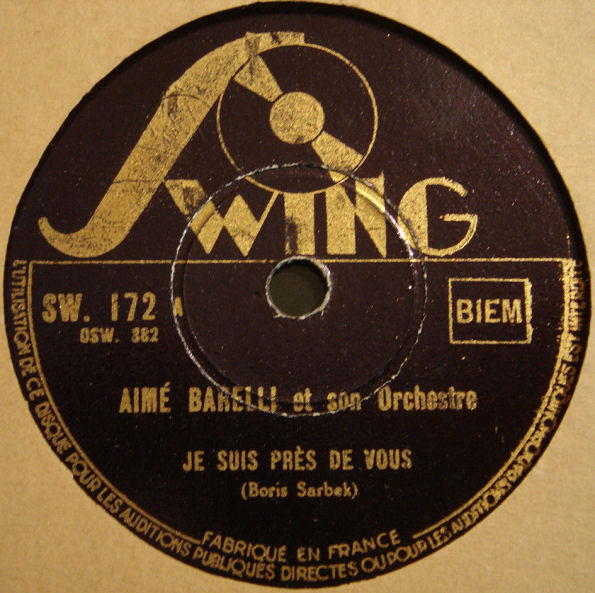 SWING
SW. 172 A
OSW. 382
BIEM
AIMÉ BARELLI et son Orchestre
JE SUIS PRÈS DE VOUS
(Boris Sarbek)
FABRIQUÉ EN FRANCE
L'UTILISATION DE CE DISQUE POUR LES AUDITIONS PUBLIQUES DIRECTES OU POUR LES AUDITIONS EST INTERDITE